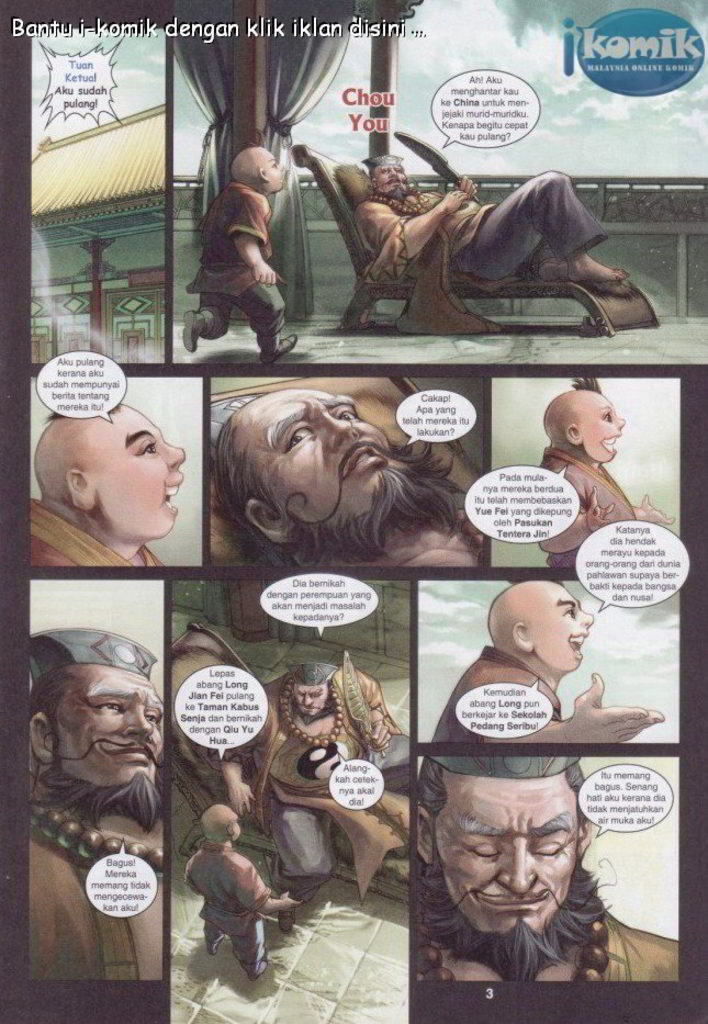 Bantu i-komik dengan klik iklan disini ...
ikomik
MALAYSIA ONLINE KOMIK
Tuan
Ketua!
Aku sudah
pulang!
Chou
You
Ah! Aku
menghantar kau
ke China untuk men-
jejaki murid-muridku.
Kenapa begitu cepat
kau pulang?
Aku pulang
kerana aku
sudah mempunyai
berita tentang
mereka itu!
Cakap!
Apa yang
telah mereka itu
lakukan?
Pada mula-
nya mereka berdua
itu telah membebaskan
Yue Fei yang dikepung
oleh Pasukan
Tentera Jin!
Katanya
dia hendak
merayu kepada
orang-orang dari dunia
pahlawan supaya ber-
bakti kepada bangsa
dan nusa!
Bagus!
Mereka
memang tidak
mengecewa-
kan aku!
Dia bernikah
dengan perempuan yang
akan menjadi masalah
kepadanya?
Lepas
abang Long
Jian Fei pulang
ke Taman Kabus
Senja dan bernikah
dengan Qiu Yu
Hua...
Alang-
kah cetek-
nya akal
dia!
Kemudian
abang Long pun
berkejar ke Sekolah
Pedang Seribu!
Itu memang
bagus. Senang
hati aku kerana dia
tidak menjatuhkan
air muka aku!
3